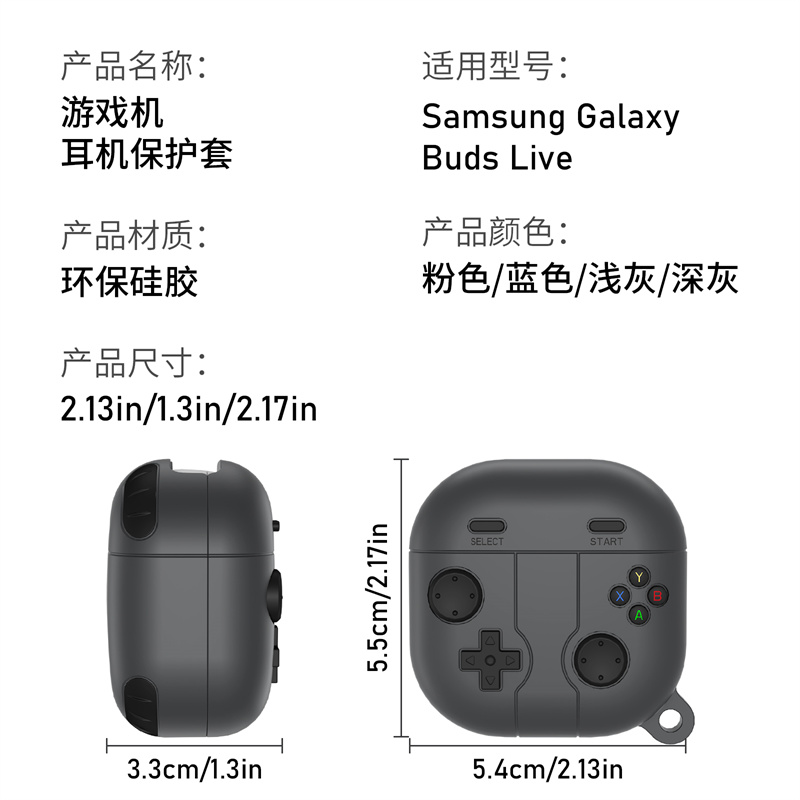 产品名称：
游戏机
耳机保护套
适用型号：
Samsung Galaxy
Buds Live
产品材质：
环保硅胶
产品颜色：
粉色/蓝色/浅灰/深灰
产品尺寸：
2.13in/1.3in/2.17in
SELECT
START
Y
X
B
A
5.5cm/2.17in
3.3cm/1.3in
5.4cm/2.13in